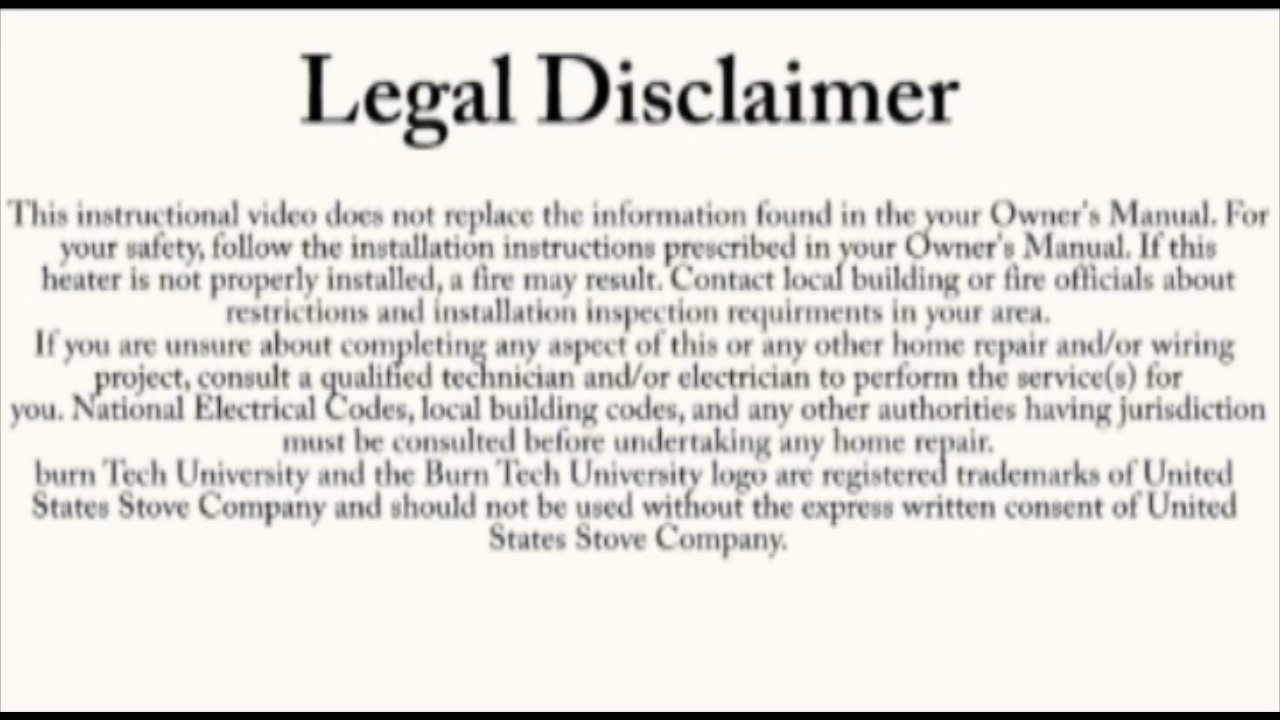 Legal Disclaimer
This instructional video does not replace the information found in the your Owner's Manual. For
your safety, follow the installation instructions prescribed in your Owner's Manual. If this
heater is not properly installed, a fire may result. Contact local building or fire officials about
restrictions and installation inspection requirments in your area.
If you are unsure about completing any aspect of this or any other home repair and/or wiring
project, consult a qualified technician and/or electrician to perform the service(s) for
you. National Electrical Codes, local building codes, and any other authorities having jurisdiction
must be consulted before undertaking any home repair.
burn Tech University and the Burn Tech University logo are registered trademarks of United
States Stove Company and should not be used without the express written consent of United
States Stove Company.